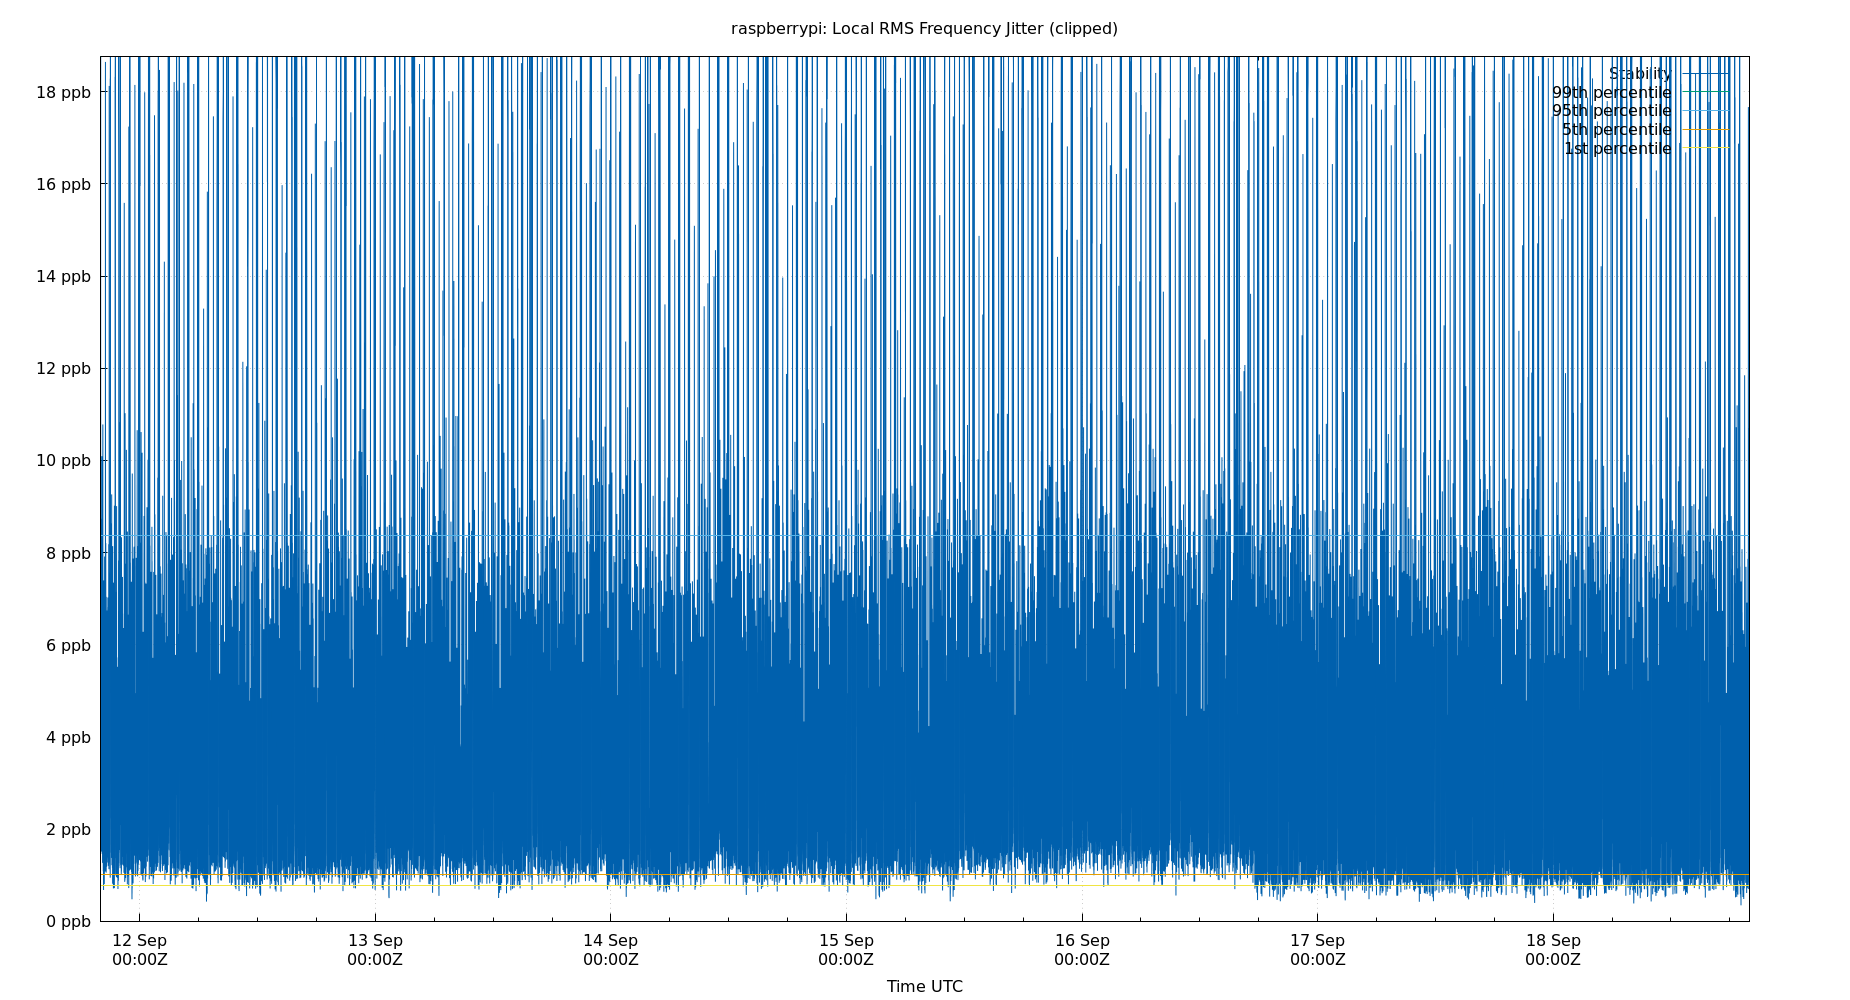 raspberrypi: Local RMS Frequency Jitter (clipped)
Stability
99th percentile
95th percentile
5th percentile
1st percentile
18 ppb
16 ppb
14 ppb
12 ppb
10 ppb
8 ppb
6 ppb
4 ppb
2 ppb
0 ppb
12 Sep 13 Sep 14 Sep 15 Sep 16 Sep 17 Sep 18 Sep
00:00Z 00:00Z 00:00Z 00:00Z 00:00Z 00:00Z 00:00Z
Time UTC